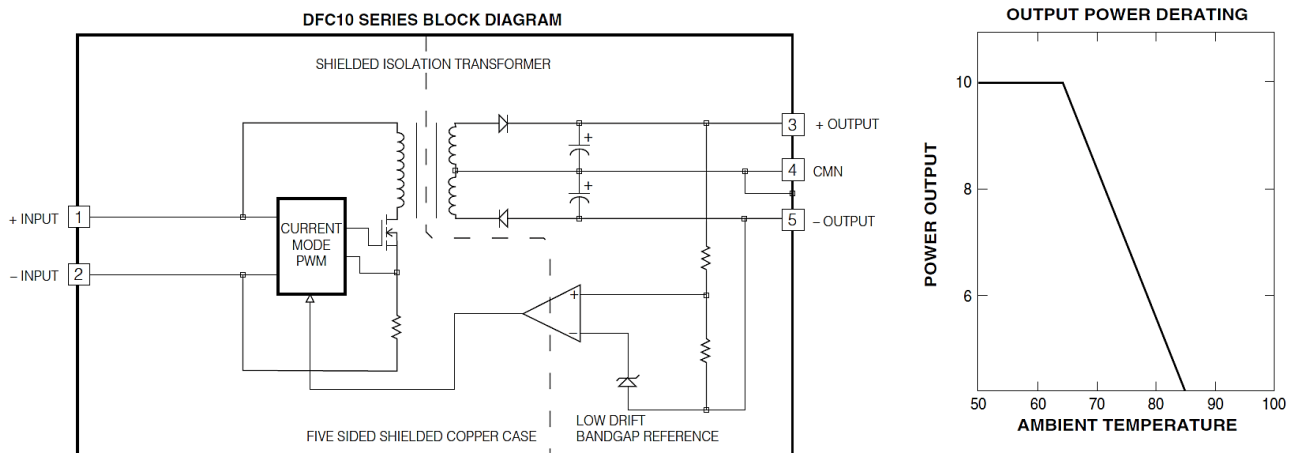 DFC10 SERIES BLOCK DIAGRAM
SHIELDED ISOLATION TRANSFORMER
3
+ OUTPUT
4
CMN
+ INPUT
1
5
– OUTPUT
CURRENT
MODE
PWM
– INPUT
2
+
+
+
–
LOW DRIFT
FIVE SIDED SHIELDED COPPER CASE
BANDGAP REFERENCE
OUTPUT POWER DERATING
10
8
6
POWER OUTPUT
50
60
70
80
90
100
AMBIENT TEMPERATURE